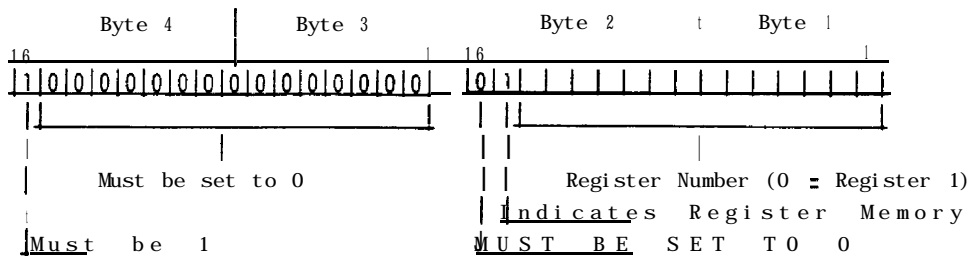 Byte 4 Byte 3 Byte 2 t Byte 1
16 1 16 1
1 0 0 0 0 0 0 0 0 0 0 0 0 0 0 0 0 1
Must be set to 0 Register Number (0 = Register 1)
Indicates Register Memory
Must be 1 MUST BE SET TO 0